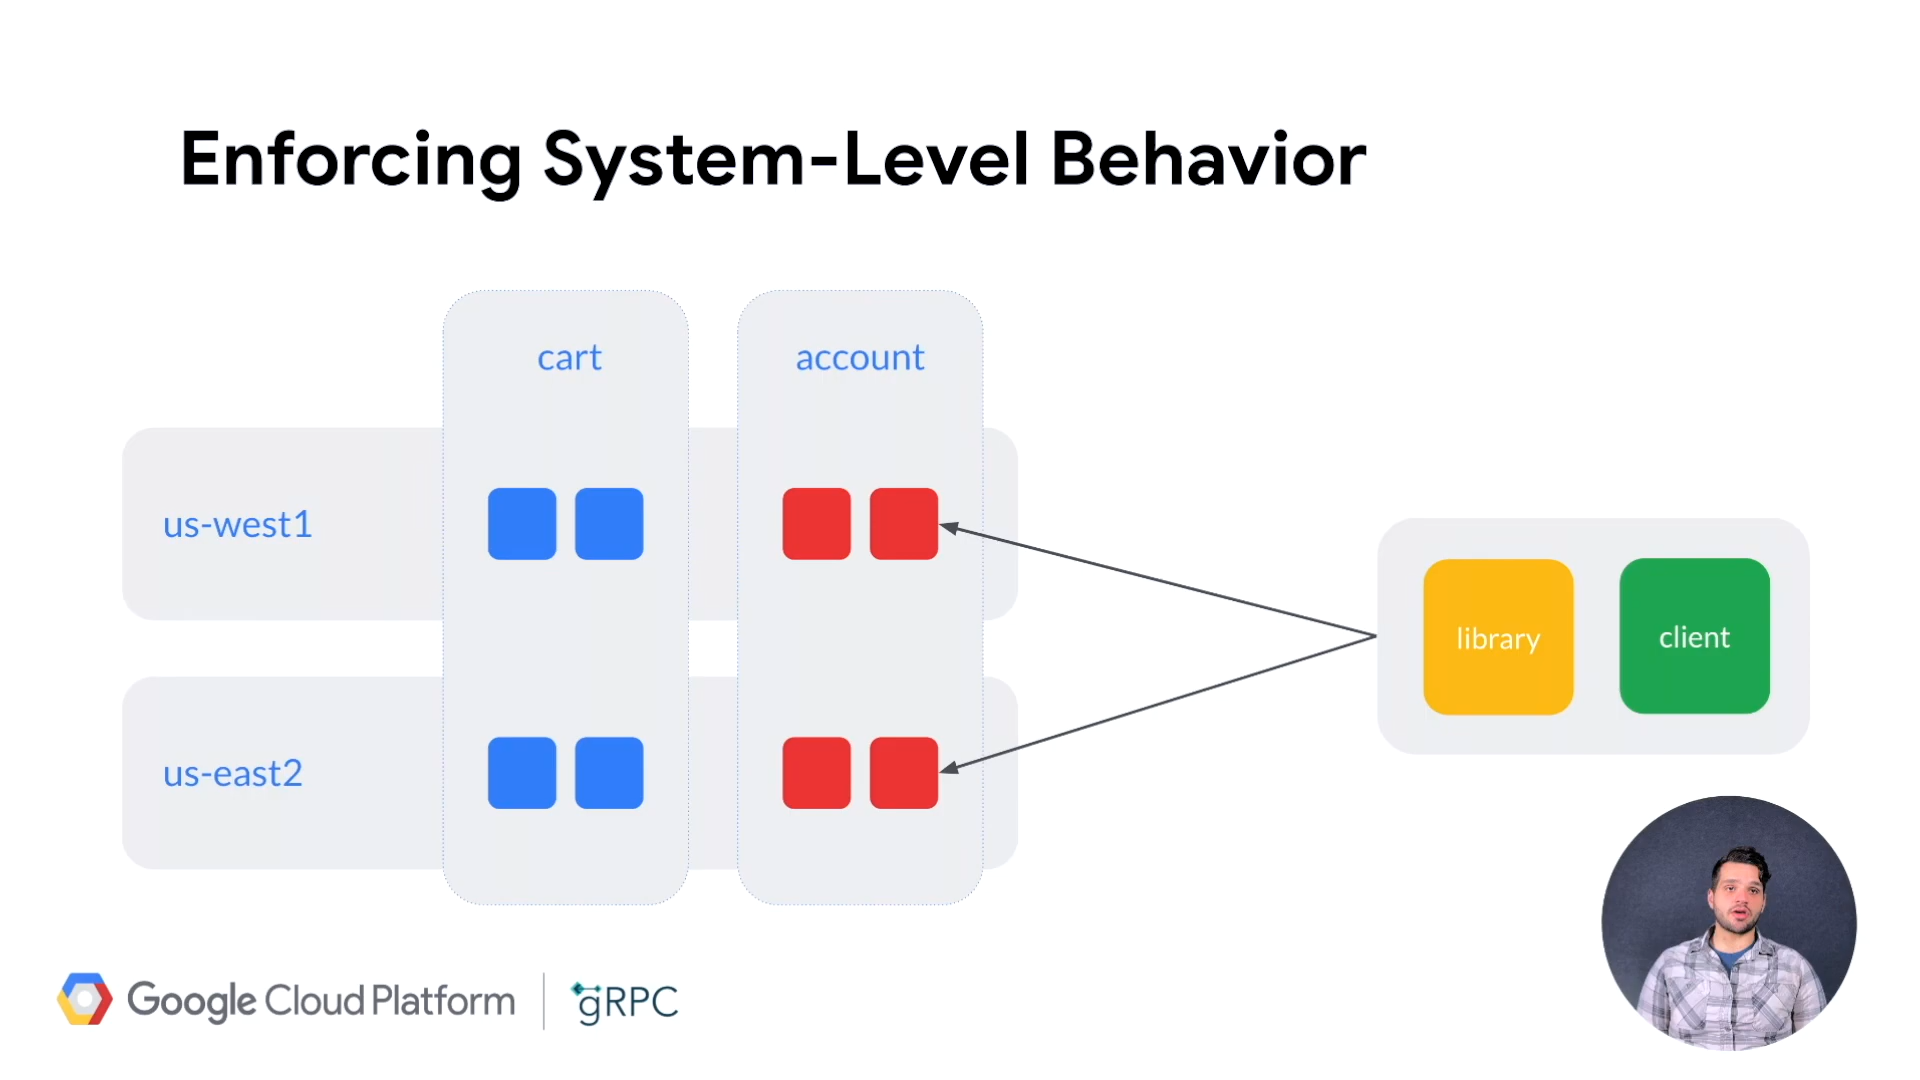 Enforcing System-Level Behavior
cart
account
us-west1
library
client
us-east2
Google Cloud Platform
gRPC